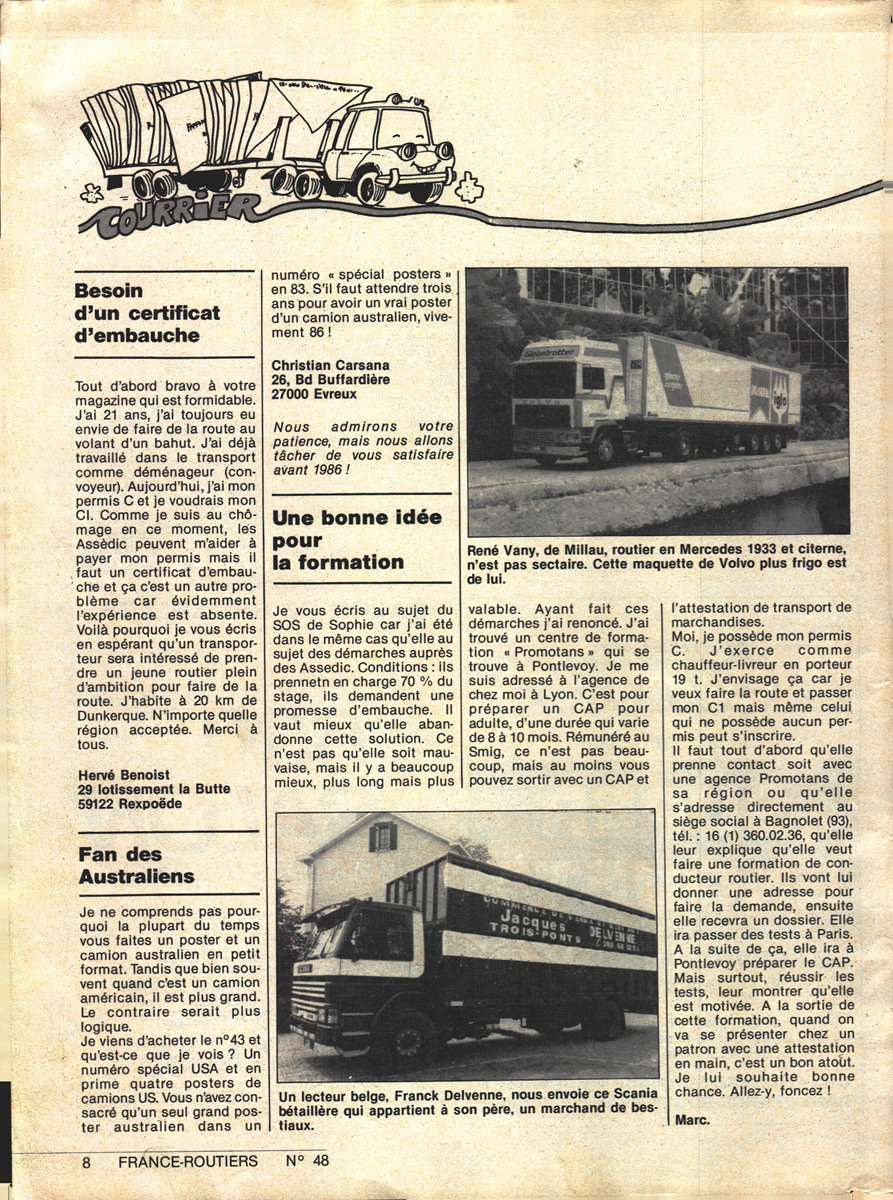 COURRIER
Besoin
d'un certificat
d'embauche
Tout d'abord bravo à votre
magazine qui est formidable.
J'ai 21 ans, j'ai toujours eu
envie de faire de la route au
volant d'un bahut. J'ai déjà
travaillé dans le transport
comme déménageur (con-
voyeur). Aujourd'hui, j'ai mon
permis C et je voudrais mon
CI. Comme je suis au chô-
mage en ce moment, les
Assèdic peuvent m'aider à
payer mon permis mais il
faut un certificat d'embau-
che et ça c'est un autre pro-
blème car évidemment
l'expérience est absente.
Voilà pourquoi je vous écris
en espérant qu'un transpor-
teur sera intéressé de pren-
dre un jeune routier plein
d'ambition pour faire de la
route. J'habite à 20 km de
Dunkerque. N'importe quelle
région acceptée. Merci à
tous.
Hervé Benoist
29 lotissement la Butte
59122 Rexpoëde
Fan des
Australiens
Je ne comprends pas pour-
quoi la plupart du temps
vous faites un poster et un
camion australien en petit
format. Tandis que bien sou-
vent quand c'est un camion
américain, il est plus grand.
Le contraire serait plus
logique.
Je viens d'acheter le n°43 et
qu'est-ce que je vois ? Un
numéro spécial USA et en
prime quatre posters de
camions US. Vous n'avez con-
sacré qu'un seul grand pos-
ter australien dans un
numéro « spécial posters »
en 83. S'il faut attendre trois
ans pour avoir un vrai poster
d'un camion australien, vive-
ment 86 !
Christian Carsana
26, Bd Buffardière
27000 Evreux
Nous admirons votre
patience, mais nous allons
tâcher de vous satisfaire
avant 1986 !
Une bonne idée
pour
la formation
Je vous écris au sujet du
SOS de Sophie car j'ai été
dans le même cas qu'elle au
sujet des démarches auprès
des Assedic. Conditions : ils
prennetn en charge 70 % du
stage, ils demandent une
promesse d'embauche. Il
vaut mieux qu'elle aban-
donne cette solution. Ce
n'est pas qu'elle soit mau-
vaise, mais il y a beaucoup
mieux, plus long mais plus
valable. Ayant fait ces
démarches j'ai renoncé. J'ai
trouvé un centre de forma-
tion « Promotans » qui se
trouve à Pontlevoy. Je me
suis adressé à l'agence de
chez moi à Lyon. C'est pour
préparer un CAP pour
adulte, d'une durée qui varie
de 8 à 10 mois. Rémunéré au
Smig, ce n'est pas beau-
coup, mais au moins vous
pouvez sortir avec un CAP et
l'attestation de transport de
marchandises.
Moi, je possède mon permis
C. J'exerce comme
chauffeur-livreur en porteur
19 t. J'envisage ça car je
veux faire la route et passer
mon C1 mais même celui
qui ne possède aucun per-
mis peut s'inscrire.
Il faut tout d'abord qu'elle
prenne contact soit avec
une agence Promotans de
sa région ou qu'elle
s'adresse directement au
siège social à Bagnolet (93),
tél. : 16 (1) 360.02.36, qu'elle
leur explique qu'elle veut
faire une formation de con-
ducteur routier. Ils vont lui
donner une adresse pour
faire la demande, ensuite
elle recevra un dossier. Elle
ira passer des tests à Paris.
A la suite de ça, elle ira à
Pontlevoy préparer le CAP.
Mais surtout, réussir les
tests, leur montrer qu'elle
est motivée. A la sortie de
cette formation, quand on
va se présenter chez un
patron avec une attestation
en main, c'est un bon atout.
Je lui souhaite bonne
chance. Allez-y, foncez !
Marc.
Globetrotter
VOLVO
iglo
René Vany, de Millau, routier en Mercedes 1933 et citerne,
n'est pas sectaire. Cette maquette de Volvo plus frigo est
de lui.
COMMERCE DE
Jacques DELVENNE
TROIS-PONTS
Un lecteur belge, Franck Delvenne, nous envoie ce Scania
bétaillère qui appartient à son père, un marchand de bes-
tiaux.
8 FRANCE-ROUTIERS N° 48